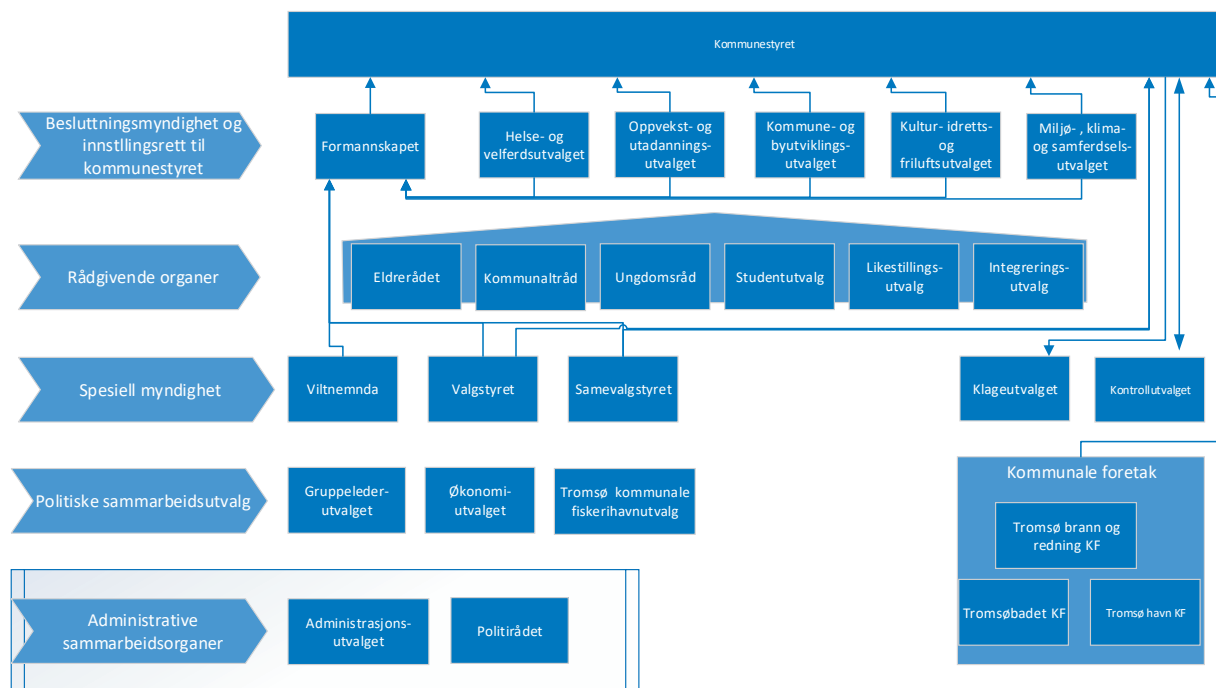 Kommunestyret
Besluttningsmyndighet og
innstllingsrett til
kommunestyret
Formannskapet
Helse- og
velferdsutvalget
Oppvekst- og
utadannings-
utvalget
Kommune- og
byutviklings-
utvalget
Kultur- idretts-
og
friluftsutvalget
Miljø- , klima-
og samferdsels-
utvalget
Rådgivende organer
Eldrerådet
Kommunaltråd
Ungdomsråd
Studentutvalg
Likestillings-
utvalg
Integrerings-
utvalg
Spesiell myndighet
Viltnemnda
Valgstyret
Samevalgstyret
Klageutvalget
Kontrollutvalget
Politiske sammarbeidsutvalg
Gruppeleder-
utvalget
Økonomi-
utvalget
Tromsø kommunale
fiskerihavnutvalg
Kommunale foretak
Tromsø brann og
redning KF
Tromsøbadet KF
Tromsø havn KF
Administrative
sammarbeidsorganer
Administrasjons-
utvalget
Politirådet